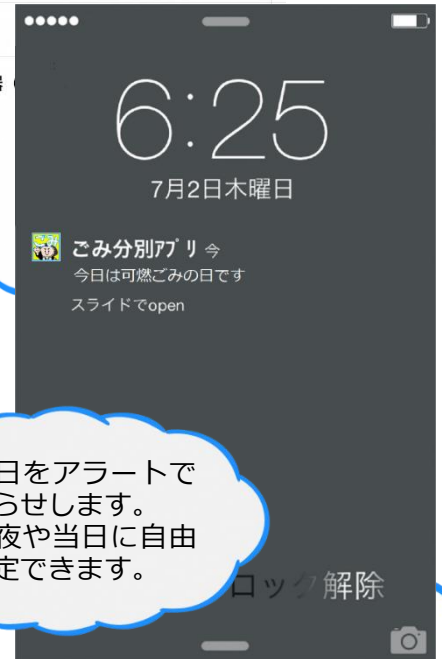 6:25
7月2日木曜日
ごみ分別アプリ 今
今日は可燃ごみの日です
スライドでopen
日をアラートで
らせします。
夜や当日に自由
定できます。
ロック解除